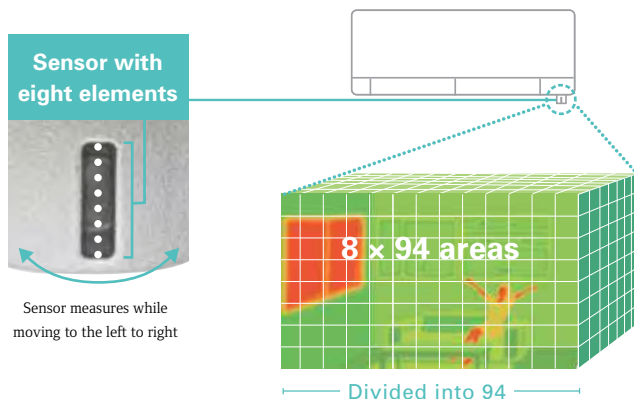 Sensor with
eight elements
8 × 94 areas
Sensor measures while
moving to the left to right
Divided into 94